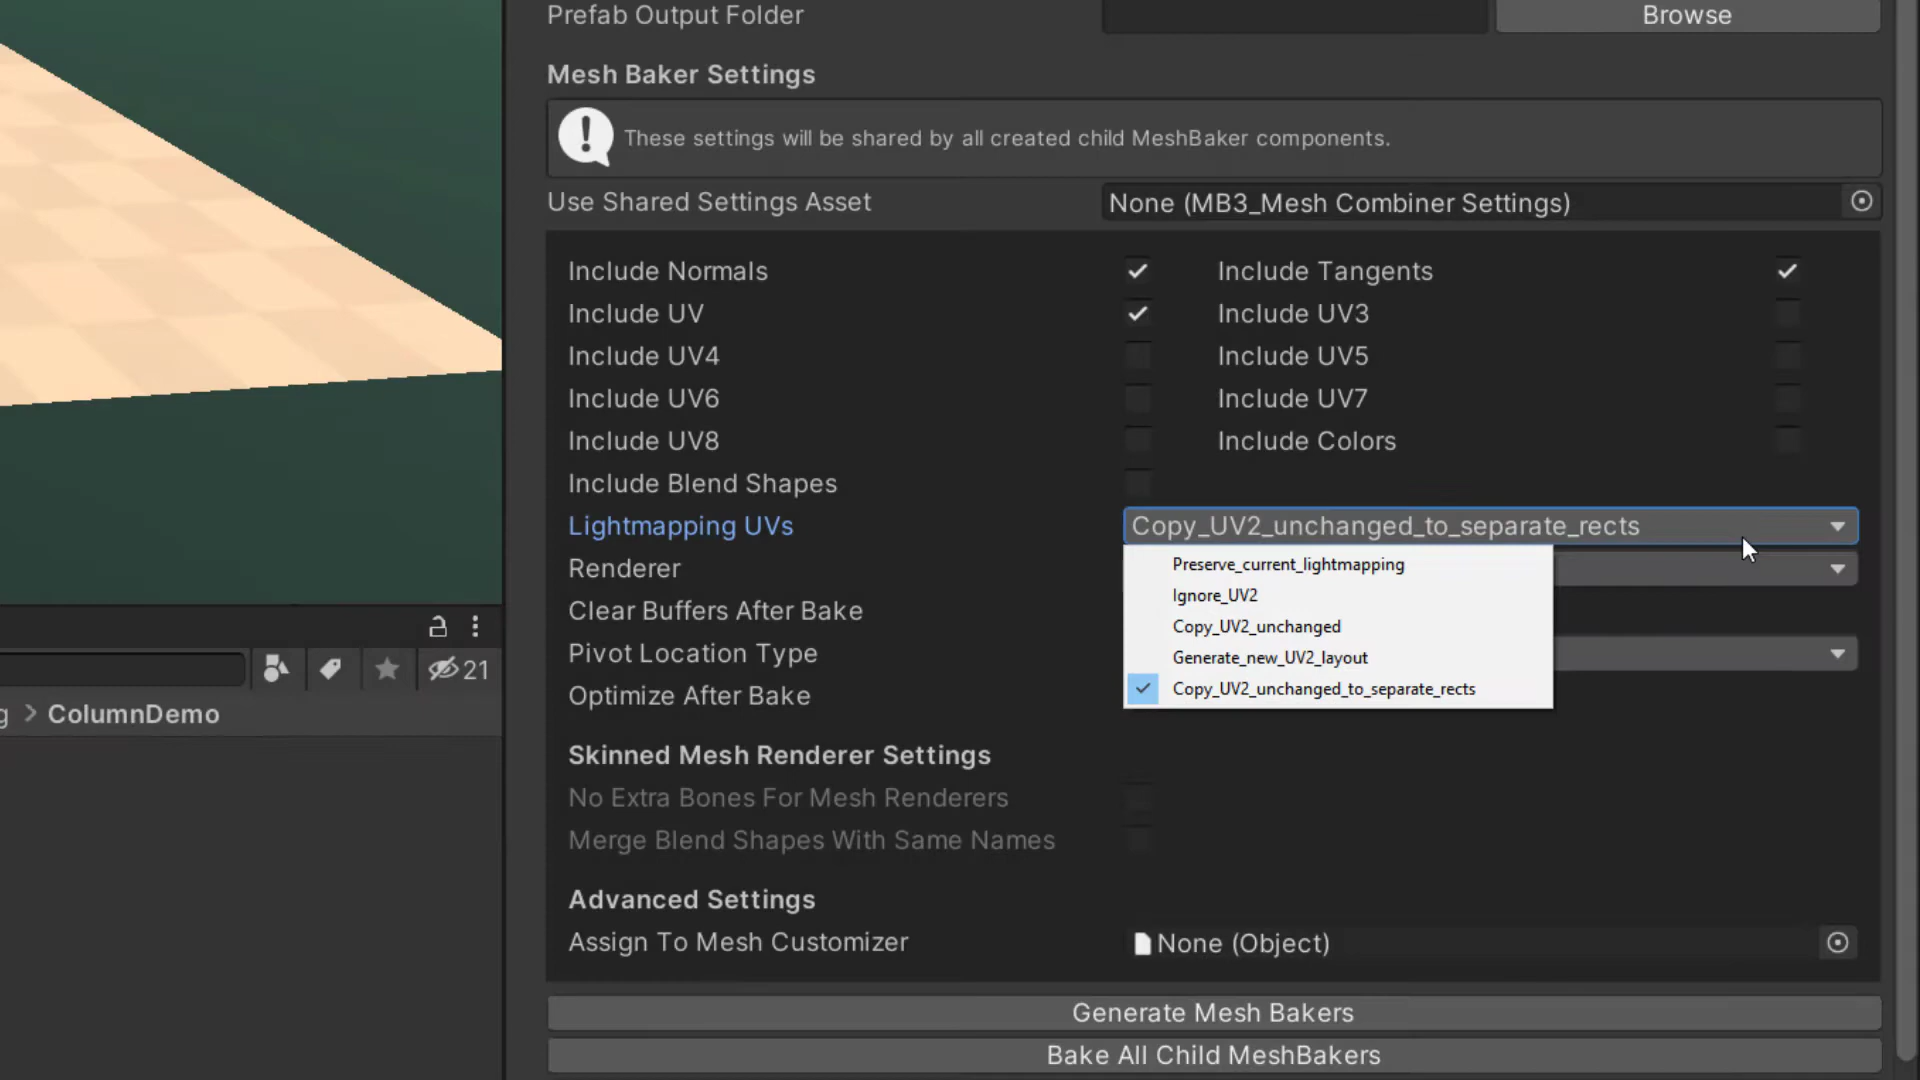 Prefab Output Folder
Browse
Mesh Baker Settings
These settings will be shared by all created child MeshBaker components.
Use Shared Settings Asset
None (MB3_Mesh Combiner Settings)
Include Normals
Include Tangents
Include UV
Include UV3
Include UV4
Include UV5
Include UV6
Include UV7
Include UV8
Include Colors
Include Blend Shapes
Lightmapping UVs
Copy_UV2_unchanged_to_separate_rects
Preserve_current_lightmapping
Ignore_UV2
Copy_UV2_unchanged
Generate_new_UV2_layout
Copy_UV2_unchanged_to_separate_rects
Renderer
Clear Buffers After Bake
Pivot Location Type
Optimize After Bake
21
g > ColumnDemo
Skinned Mesh Renderer Settings
No Extra Bones For Mesh Renderers
Merge Blend Shapes With Same Names
Advanced Settings
Assign To Mesh Customizer
None (Object)
Generate Mesh Bakers
Bake All Child MeshBakers